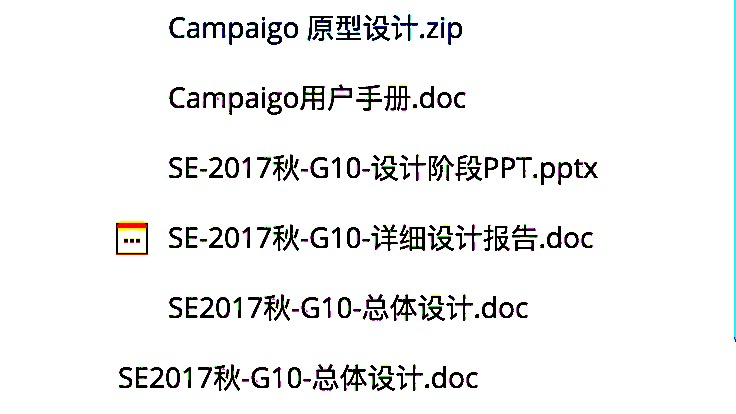 Campaigo 原型设计.zip
Campaigo用户手册.doc
SE-2017秋-G10-设计阶段PPT.pptx
SE-2017秋-G10-详细设计报告.doc
SE2017秋-G10-总体设计.doc
SE2017秋-G10-总体设计.doc